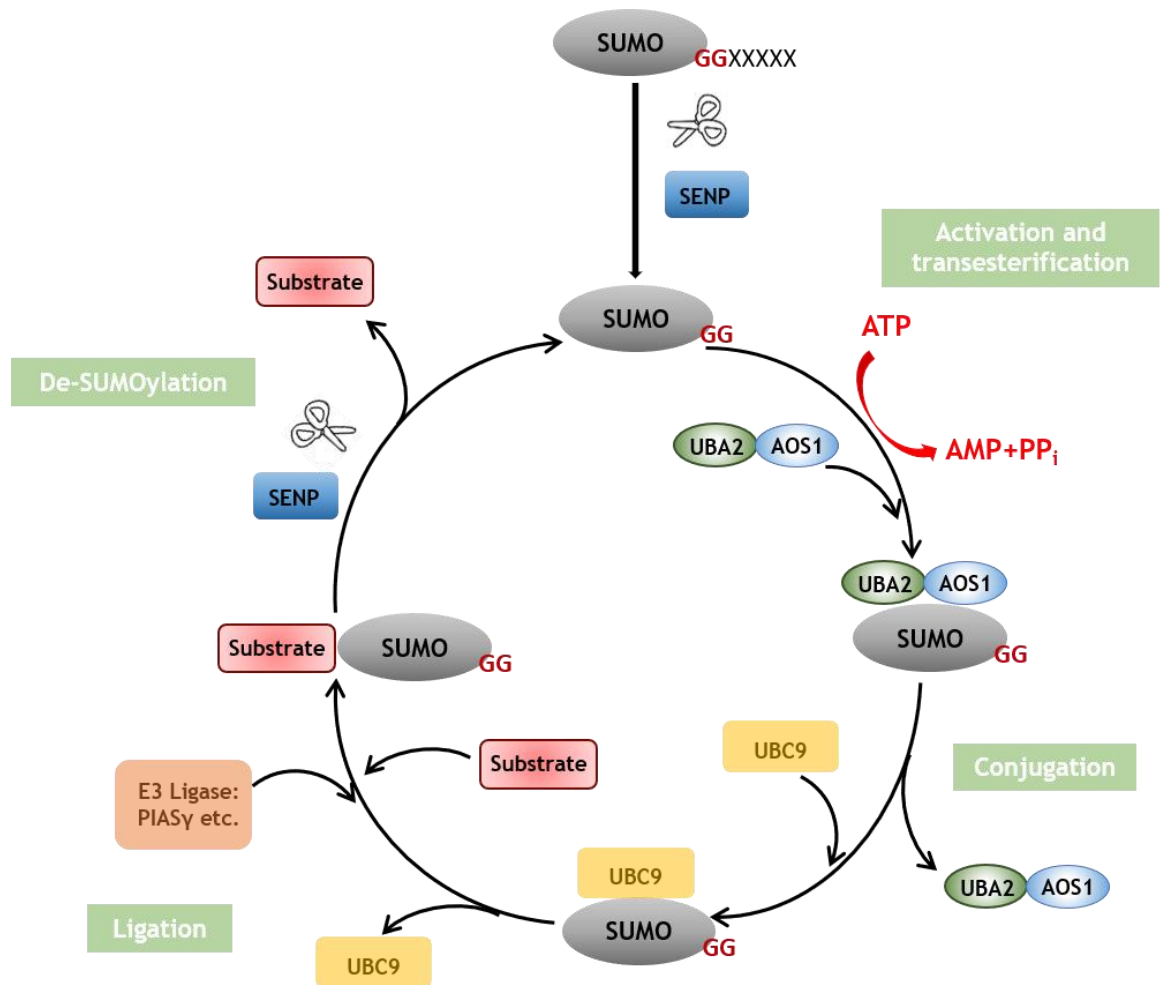 SUMO
GGXXXXX
SENP
Activation and
transesterification
Substrate
SUMO
GG
ATP
De-SUMOylation
UBA2
AOS1
AMP+PPi
SENP
UBA2
AOS1
Substrate
SUMO
GG
SUMO
GG
UBC9
Substrate
Conjugation
E3 Ligase:
PIASγ etc.
UBC9
UBA2
AOS1
Ligation
SUMO
GG
UBC9